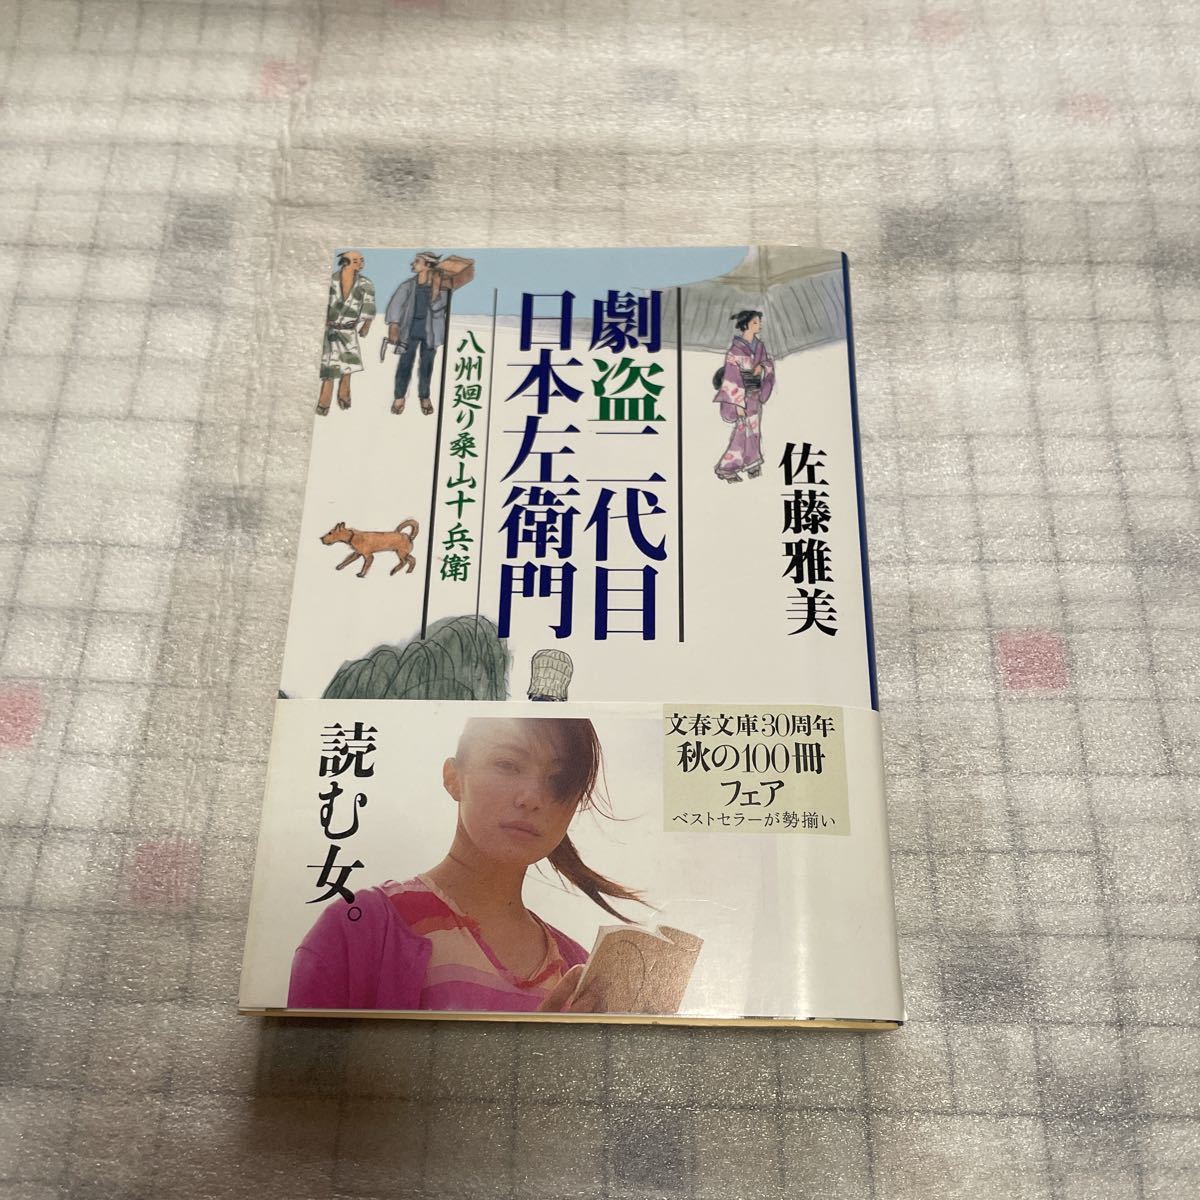 佐藤雅美
劇盗二代目
日本左衛門
八州廻り桑山十兵衛
読む女。
文春文庫30周年
秋の100冊
フェア
ベストセラーが勢揃い